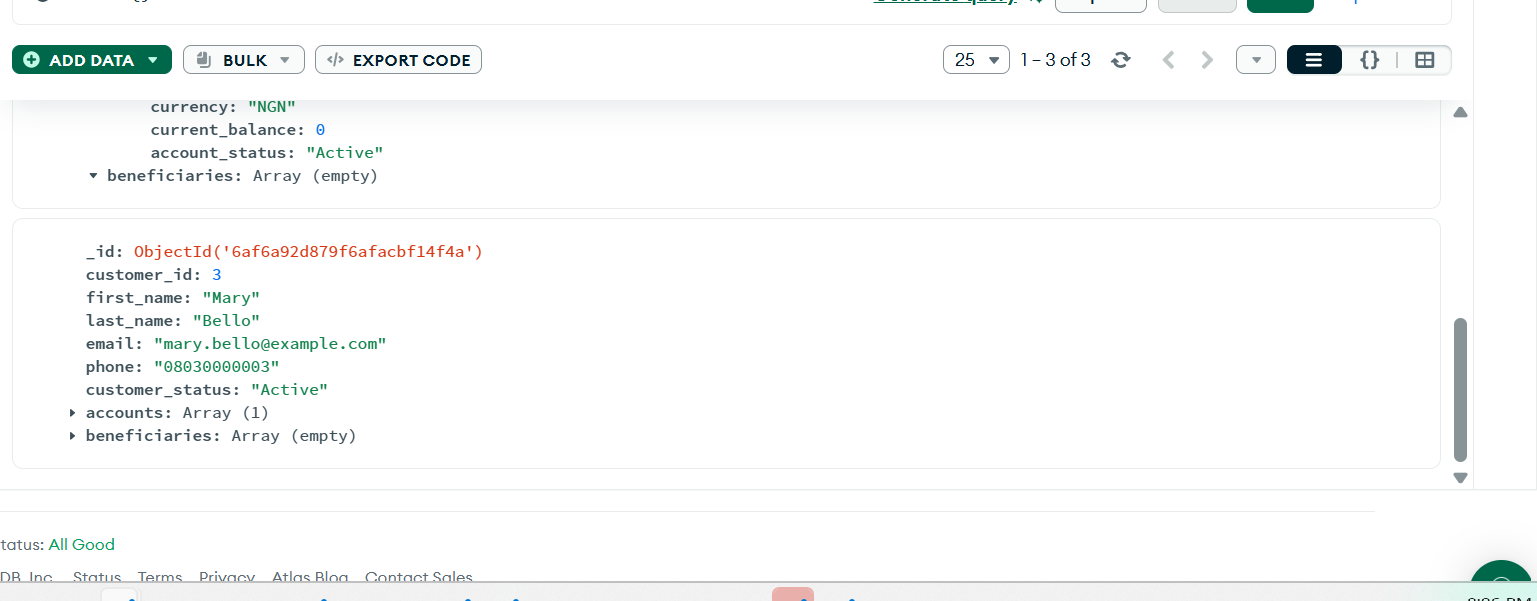 Generate query
ADD DATA
BULK
</> EXPORT CODE
25
1 – 3 of 3
{}
currency: "NGN"
current_balance: 0
account_status: "Active"
beneficiaries: Array (empty)
_id: ObjectId('6af6a92d879f6afacbf14f4a')
customer_id: 3
first_name: "Mary"
last_name: "Bello"
email: "mary.bello@example.com"
phone: "08030000003"
customer_status: "Active"
accounts: Array (1)
beneficiaries: Array (empty)
tatus: All Good
DB, Inc. Status Terms Privacy Atlas Blog Contact Sales